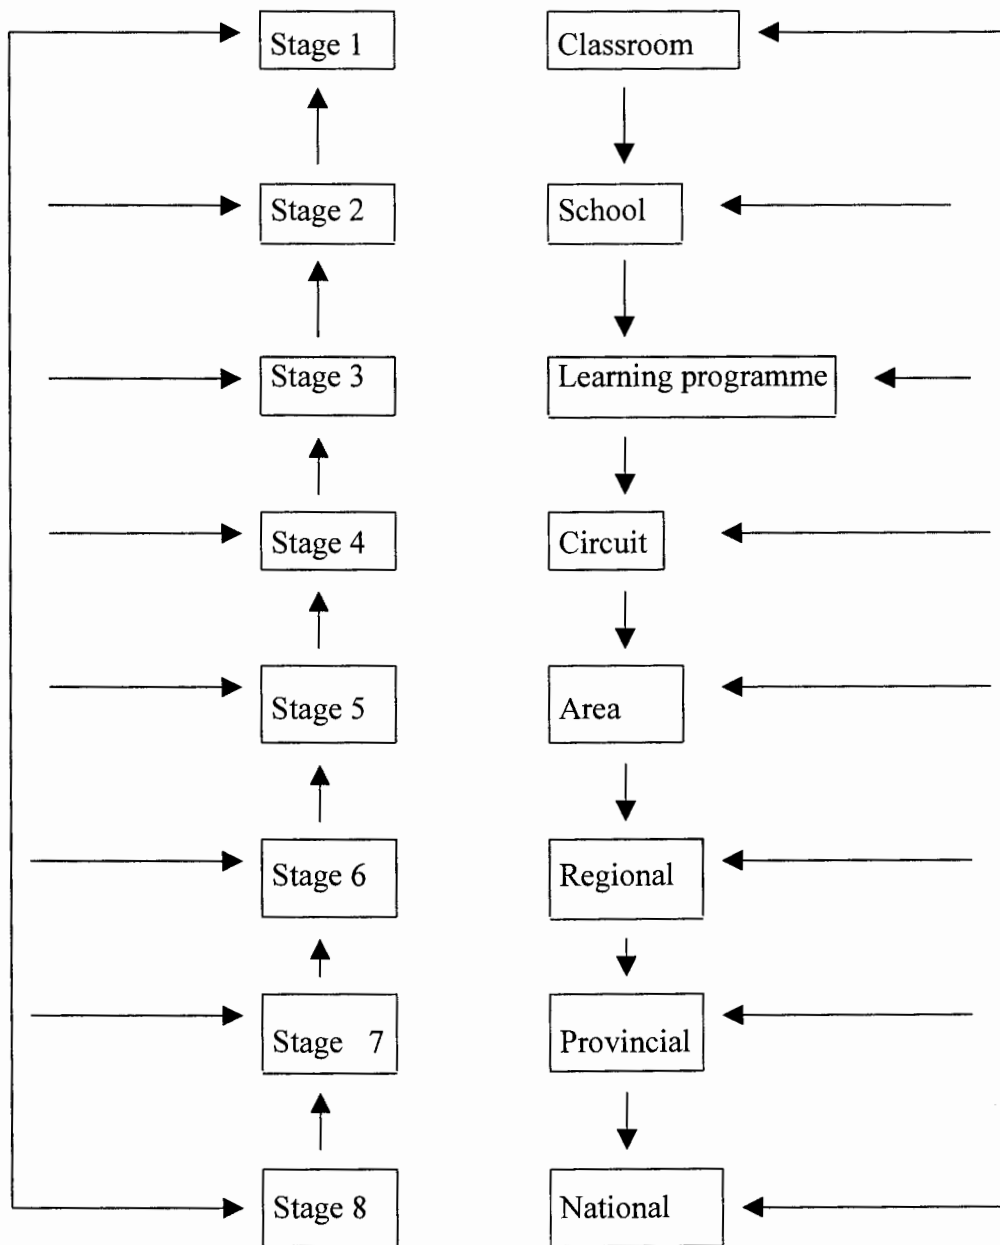 Stage 1 Classroom
Stage 2 School
Stage 3 Learning programme
Stage 4 Circuit
Stage 5 Area
Stage 6 Regional
Stage 7 Provincial
Stage 8 National